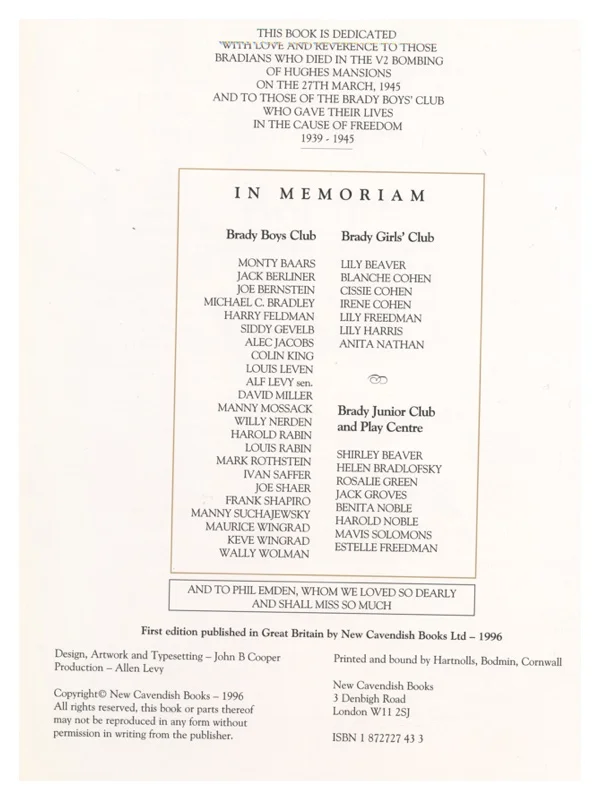 THIS BOOK IS DEDICATED
WITH LOVE AND REVERENCE TO THOSE
BRADIANS WHO DIED IN THE V2 BOMBING
OF HUGHES MANSIONS
ON THE 27TH MARCH, 1945
AND TO THOSE OF THE BRADY BOYS' CLUB
WHO GAVE THEIR LIVES
IN THE CAUSE OF FREEDOM
1939 - 1945
IN MEMORIAM
Brady Boys Club
MONTY BAARS
JACK BERLINER
JOE BERNSTEIN
MICHAEL C. BRADLEY
HARRY FELDMAN
SIDDY GEVELB
ALEC JACOBS
COLIN KING
LOUIS LEVEN
ALF LEVY sen.
DAVID MILLER
MANNY MOSSACK
WILLY NERDEN
HAROLD RABIN
LOUIS RABIN
MARK ROTHSTEIN
IVAN SAFFER
JOE SHAER
FRANK SHAPIRO
MANNY SUCHAJEWSKY
MAURICE WINGRAD
KEVE WINGRAD
WALLY WOLMAN
Brady Girls' Club
LILY BEAVER
BLANCHE COHEN
CISSIE COHEN
IRENE COHEN
LILY FREEDMAN
LILY HARRIS
ANITA NATHAN
Brady Junior Club
and Play Centre
SHIRLEY BEAVER
HELEN BRADLOFSKY
ROSALIE GREEN
JACK GROVES
BENITA NOBLE
HAROLD NOBLE
MAVIS SOLOMONS
ESTELLE FREEDMAN
AND TO PHIL EMDEN, WHOM WE LOVED SO DEARLY
AND SHALL MISS SO MUCH
First edition published in Great Britain by New Cavendish Books Ltd – 1996
Design, Artwork and Typesetting – John B Cooper
Production – Allen Levy
Copyright© New Cavendish Books – 1996
All rights reserved, this book or parts thereof
may not be reproduced in any form without
permission in writing from the publisher.
Printed and bound by Hartnolls, Bodmin, Cornwall
New Cavendish Books
3 Denbigh Road
London W11 2SJ
ISBN 1 872727 43 3